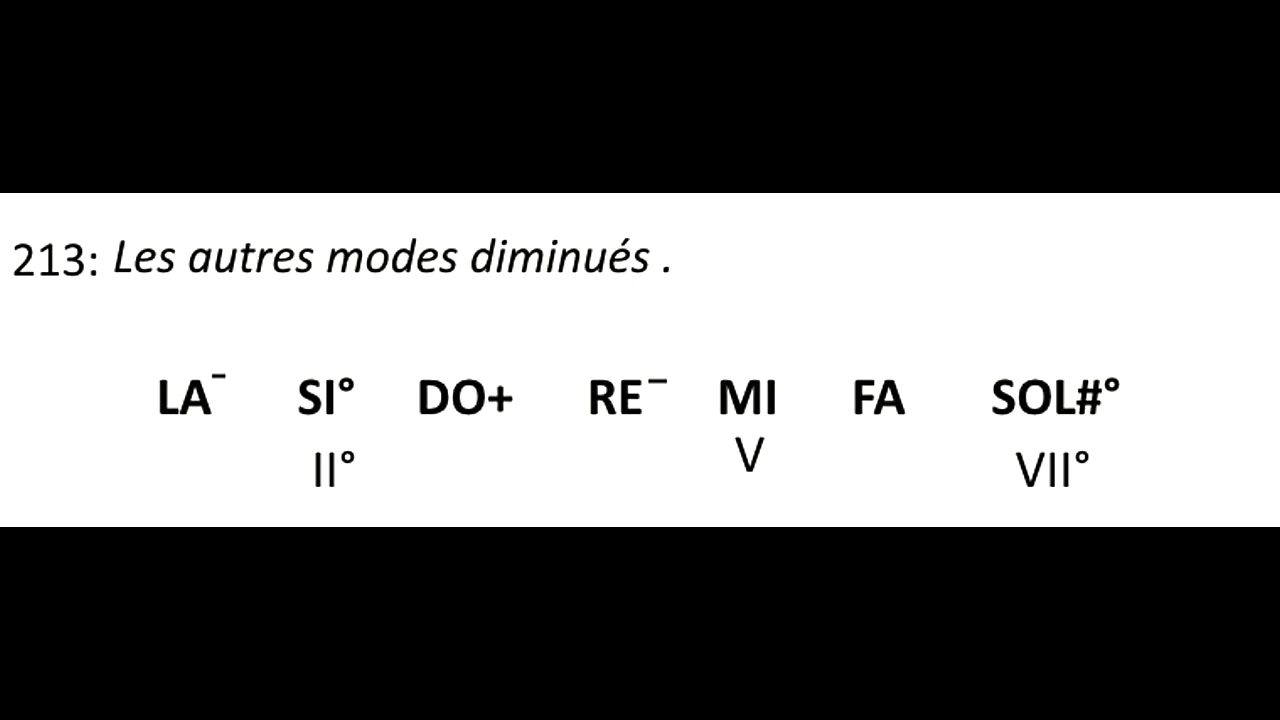 213: Les autres modes diminués .
LA⁻ SI° DO+ RE⁻ MI FA SOL#°
II° V VII°